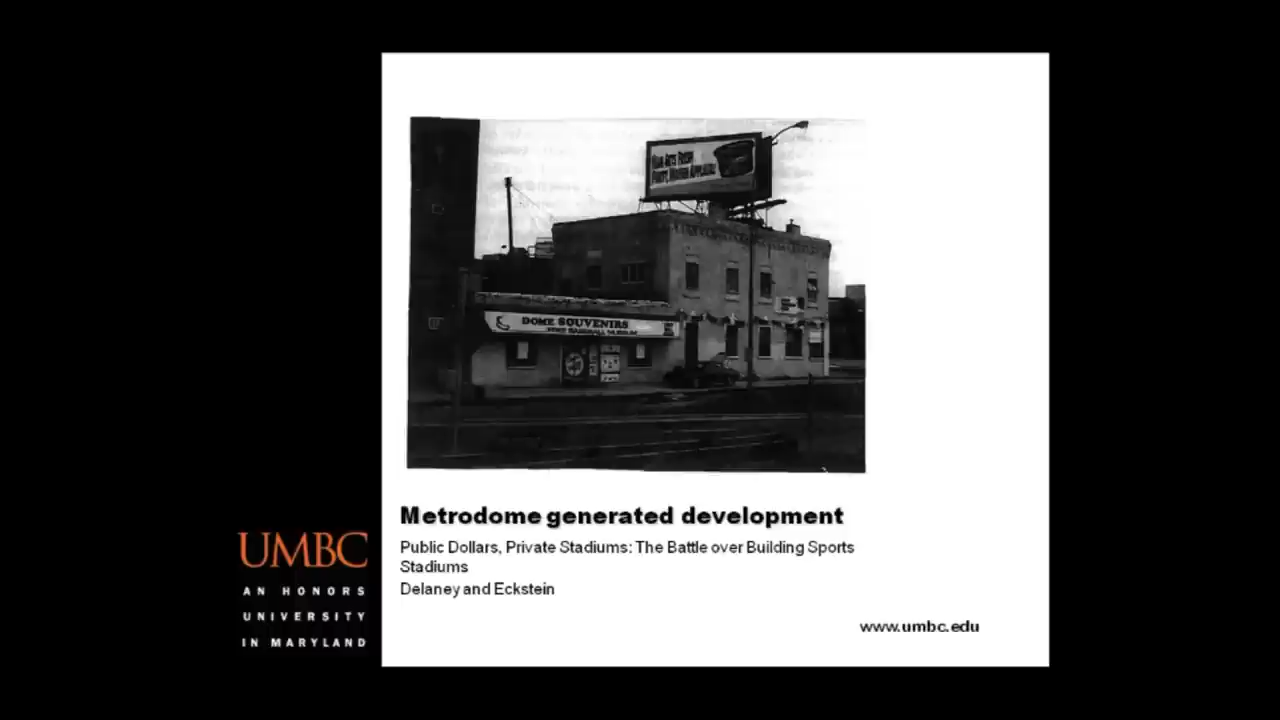 DOME SOUVENIRS
Metrodome generated development
Public Dollars, Private Stadiums: The Battle over Building Sports
Stadiums
Delaney and Eckstein
www.umbc.edu
UMBC
AN HONORS
UNIVERSITY
IN MARYLAND